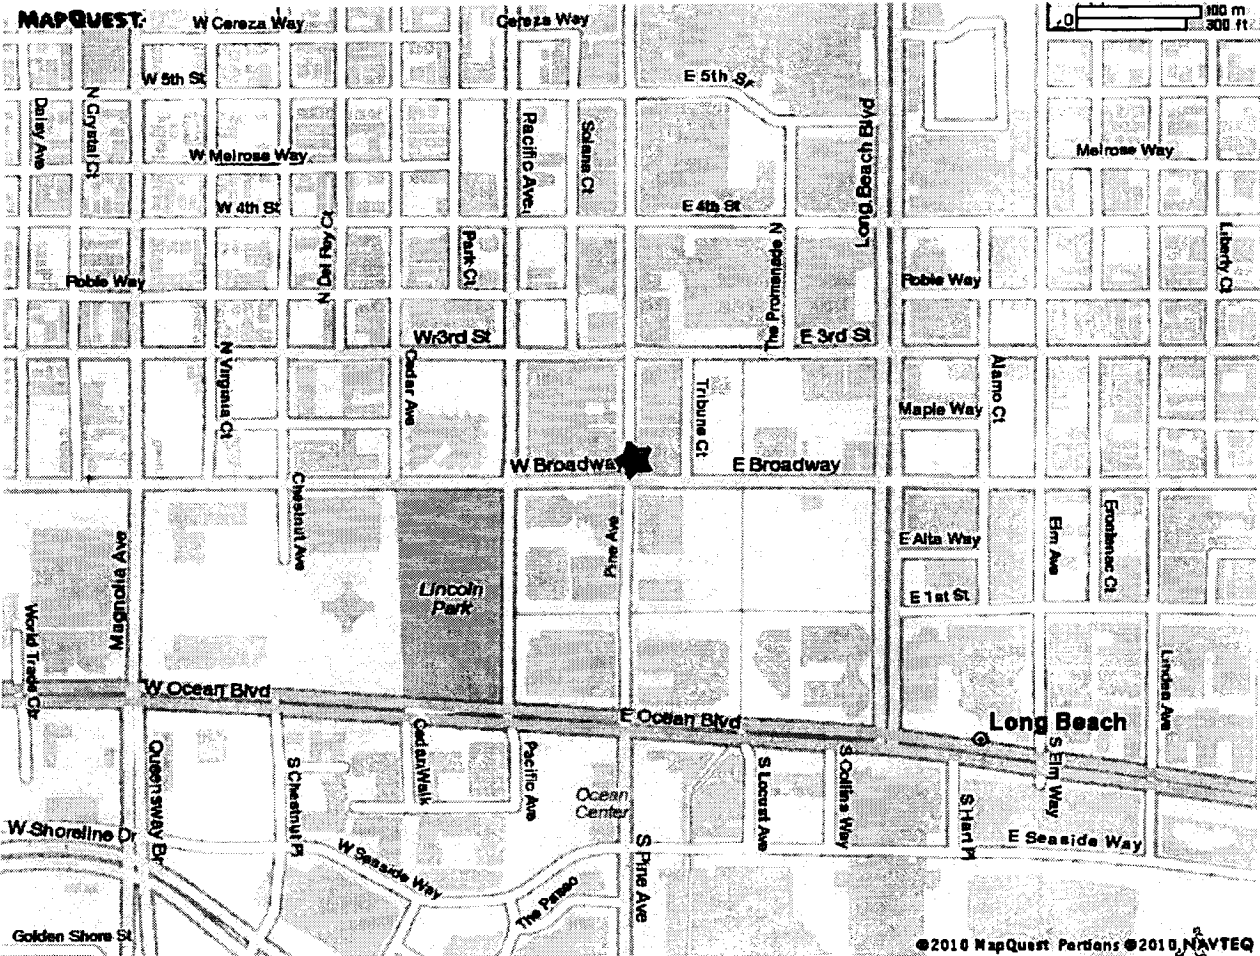 MAPQUEST.
W Cereza Way
Cereza Way
100 m
300 ft
0
W 5th St
E 5th St
Daisy Ave
N Crystal Ct
Pacific Ave
Solana Ct
Long Beach Blvd
W Melrose Way
Melrose Way
W 4th St
E 4th St
N Del Rey Ct
Park Ct
The Promenade N
Liberty Ct
Roble Way
Roble Way
W 3rd St
E 3rd St
N Virginia Ct
Cedar Ave
Tribune Ct
Alamo Ct
Maple Way
W Broadway
E Broadway
Chestnut Ave
Magnolia Ave
Pine Ave
E Alta Way
Elm Ave
Frontenac Ct
Lincoln
Park
E 1st St
World Trade Ctr
Linden Ave
W Ocean Blvd
E Ocean Blvd
Long Beach
Queensway Br
S Chestnut Pl
Cedar Walk
Pacific Ave
Ocean
Center
S Locust Ave
S Collins Way
S Hart Pl
S Elm Way
W Shoreline Dr
W Seaside Way
S Pine Ave
E Seaside Way
The Paseo
Golden Shore St
©2010 MapQuest Portions ©2010 NAVTEQ